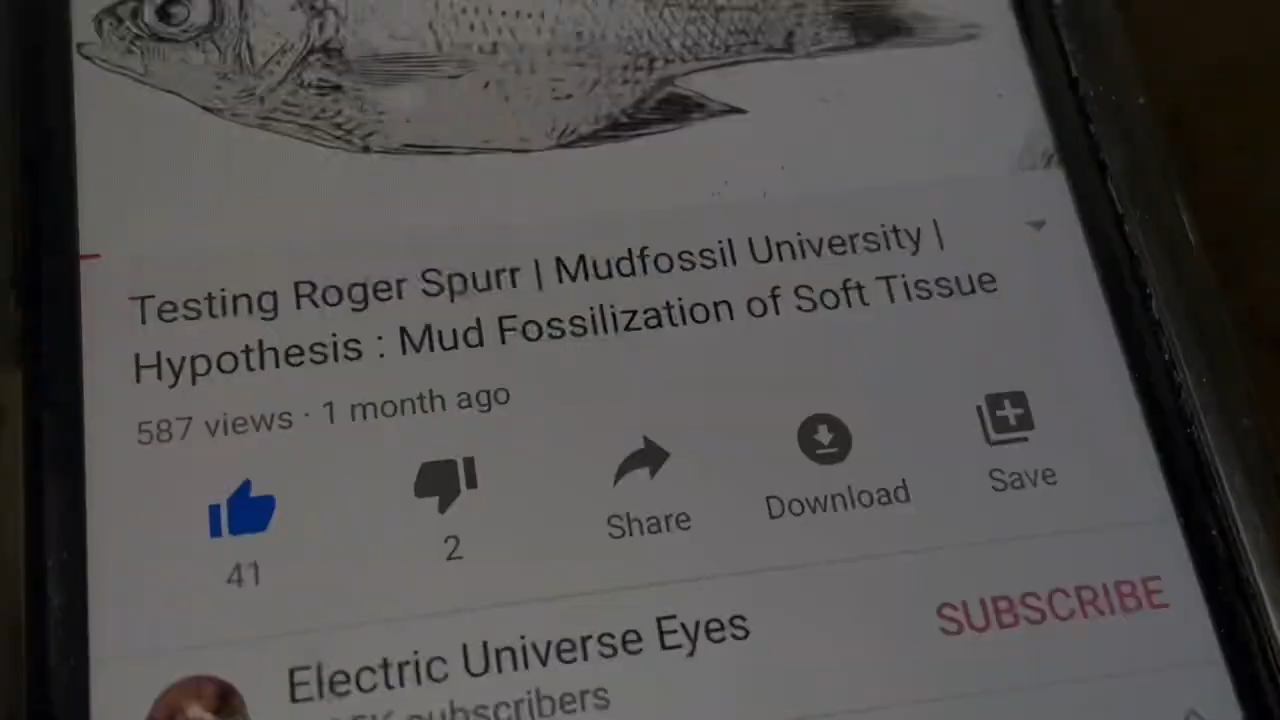 Testing Roger Spurr | Mudfossil University |
Hypothesis : Mud Fossilization of Soft Tissue
587 views · 1 month ago
41
2
Share
Download
Save
Electric Universe Eyes
SUBSCRIBE
subscribers